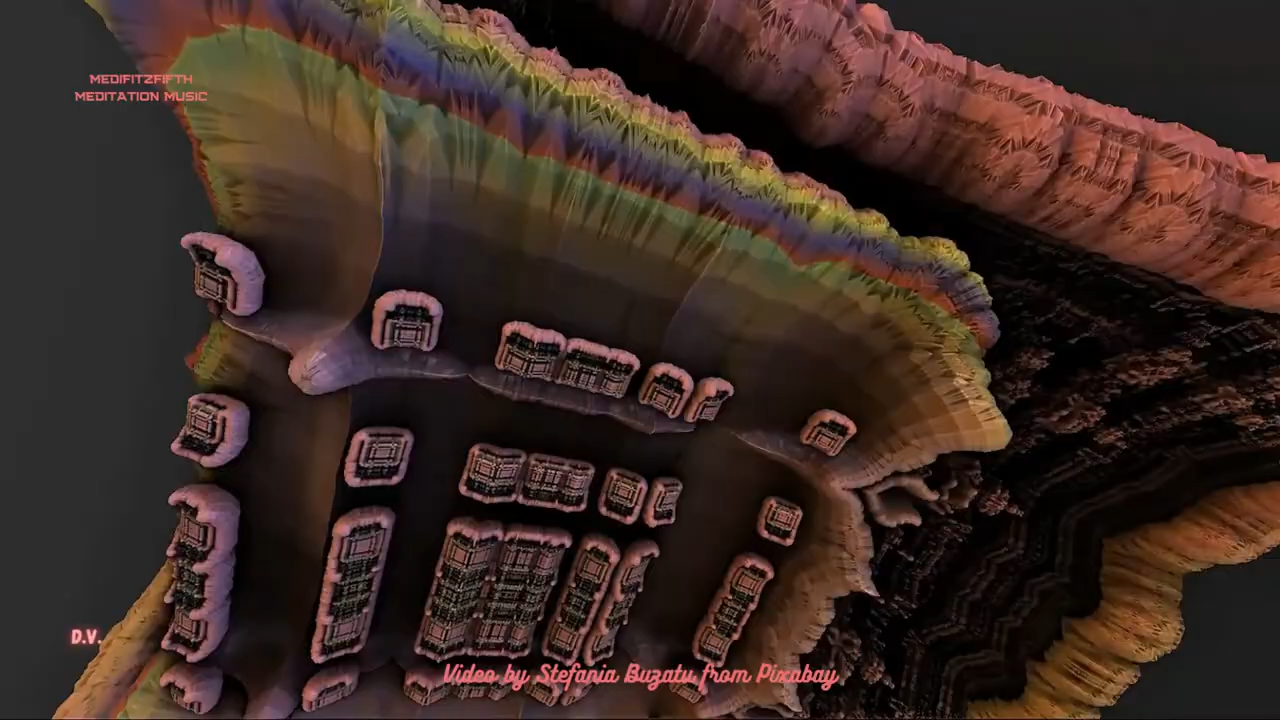 MEDIFITZFIFTH
MEDITATION MUSIC
D.V.
Video by Stefania Buzatu from Pixabay